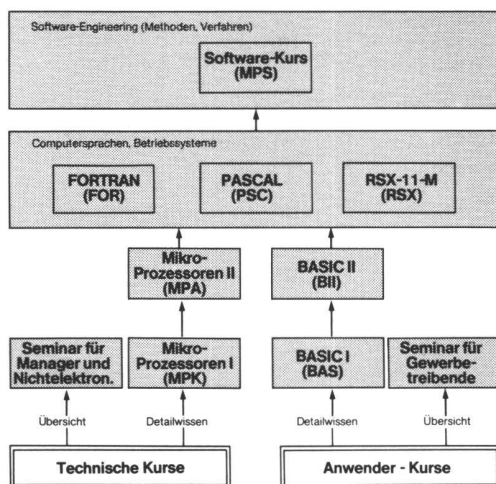 Software-Engineering (Methoden, Verfahren)
Software-Kurs
(MPS)
Computersprachen, Betriebssysteme
FORTRAN
(FOR)
PASCAL
(PSC)
RSX-11-M
(RSX)
Mikro-
Prozessoren II
(MPA)
BASIC II
(BII)
Seminar für
Manager und
Nichtelektron.
Mikro-
Prozessoren I
(MPK)
BASIC I
(BAS)
Seminar für
Gewerbe-
treibende
Übersicht
Detailwissen
Detailwissen
Übersicht
Technische Kurse
Anwender - Kurse